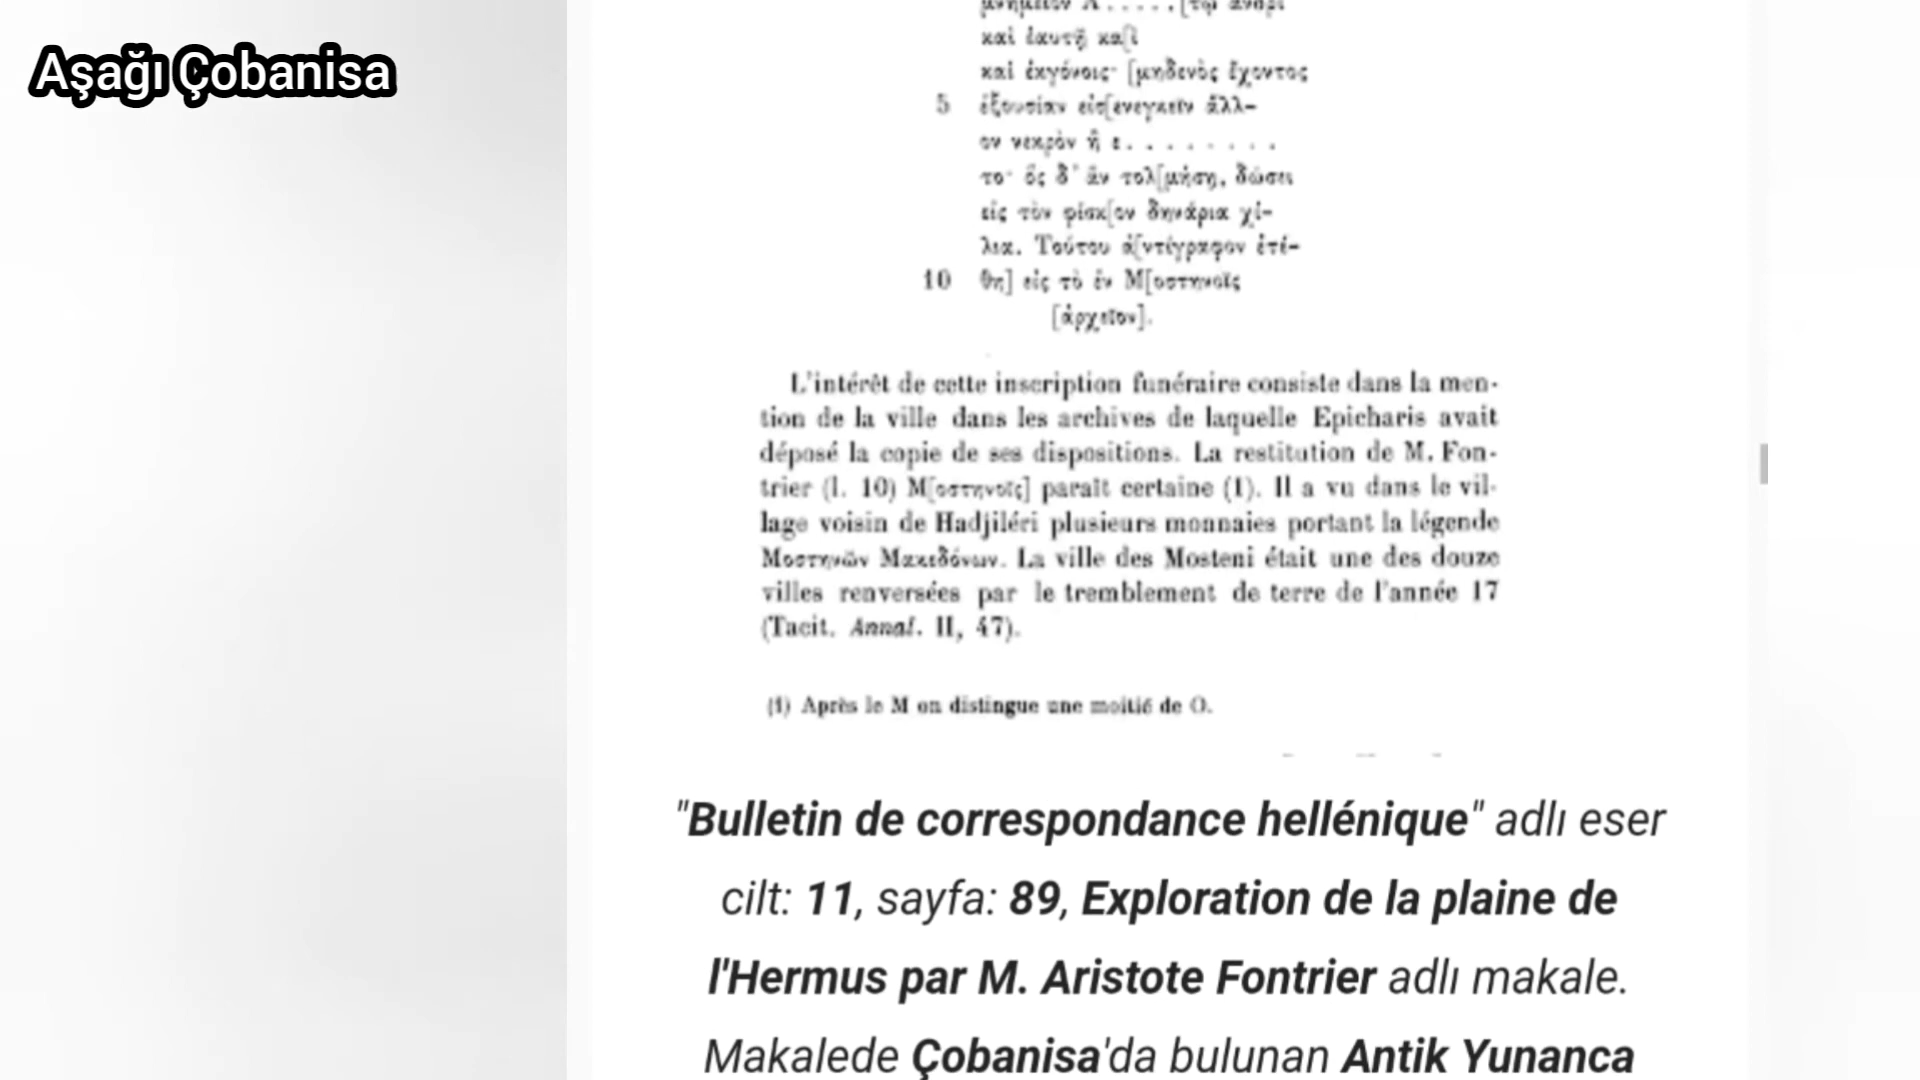 Aşağı Çobanisa
μνημεῖον Α . . . . . [τῷ ἀνδρὶ
καὶ ἑαυτῇ κα[ὶ
καὶ ἐκγόνοις· [μηδενὸς ἔχοντος
5 ἐξουσίαν εἰσ[ενεγκεῖν ἄλλ-
ον νεκρὸν ἢ ε . . . . . . . .
το· ὃς δ' ἂν τολ[μήσῃ, δώσει
εἰς τὸν φίσκ[ον δηνάρια χί-
λια. Τούτου ἀ[ντίγραφον ἐτέ-
10 θη] εἰς τὸ ἐν Μ[οστηνοῖς
[ἀρχεῖον].
L'intérêt de cette inscription funéraire consiste dans la men-
tion de la ville dans les archives de laquelle Epicharis avait
déposé la copie de ses dispositions. La restitution de M. Fon-
trier (l. 10) Μ[οστηνοῖς] paraît certaine (1). Il a vu dans le vil-
lage voisin de Hadjiléri plusieurs monnaies portant la légende
Μοστηνῶν Μακεδόνων. La ville des Mosteni était une des douze
villes renversées par le tremblement de terre de l'année 17
(Tacit. Annal. II, 47).
(1) Après le M on distingue une moitié de O.
"Bulletin de correspondance hellénique" adlı eser
cilt: 11, sayfa: 89, Exploration de la plaine de
l'Hermus par M. Aristote Fontrier adlı makale.
Makalede Çobanisa'da bulunan Antik Yunanca